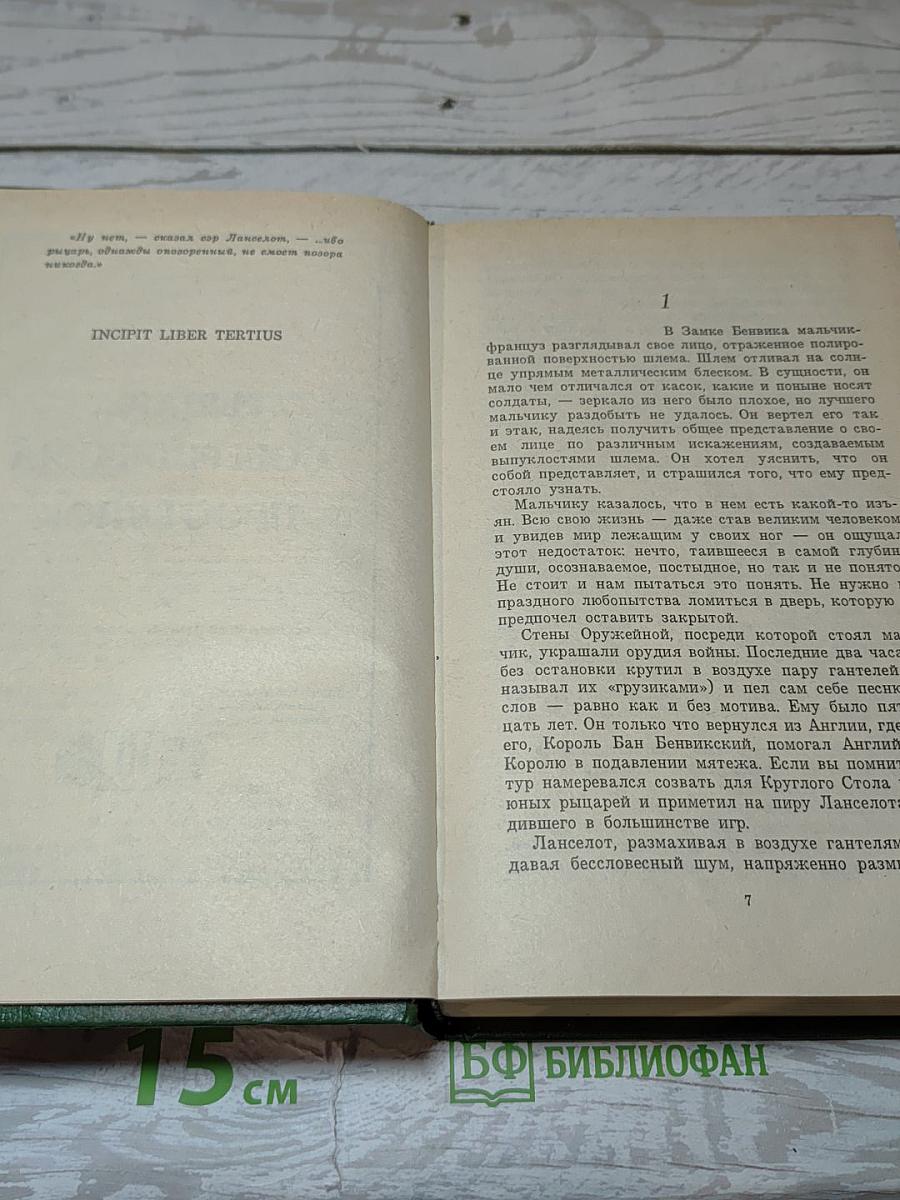 «Ну нет, — сказал сэр Ланселот, — ..ибо
рыцарь, однажды опозоренный, не смоет позора
никогда.»
INCIPIT LIBER TERTIUS
1
В Замке Бенвика мальчик-
француз разглядывал свое лицо, отраженное полиро-
ванной поверхностью шлема. Шлем отливал на солн-
це упрямым металлическим блеском. В сущности, он
мало чем отличался от касок, какие и поныне носят
солдаты, — зеркало из него было плохое, но лучшего
мальчику раздобыть не удалось. Он вертел его так
и этак, надеясь получить общее представление о сво-
ем лице по различным искажениям, создаваемым
выпуклостями шлема. Он хотел уяснить, что он
собой представляет, и страшился того, что ему пред-
стояло узнать.
Мальчику казалось, что в нем есть какой-то изъ-
ян. Всю свою жизнь — даже став великим человеком
и увидев мир лежащим у своих ног — он ощущал
этот недостаток: нечто, таившееся в самой глубин
души, осознаваемое, постыдное, но так и не понято
Не стоит и нам пытаться это понять. Не нужно
праздного любопытства ломиться в дверь, которую
предпочел оставить закрытой.
Стены Оружейной, посреди которой стоял ма
чик, украшали орудия войны. Последние два часа
без остановки крутил в воздухе пару гантелей
называл их «грузиками») и пел сам себе песню
слов — равно как и без мотива. Ему было пят
цать лет. Он только что вернулся из Англии, где
его, Король Бан Бенвикский, помогал Англий
Королю в подавлении мятежа. Если вы помнит
тур намеревался созвать для Круглого Стола
юных рыцарей и приметил на пиру Ланселота
дившего в большинстве игр.
Ланселот, размахивая в воздухе гантелям
давая бессловесный шум, напряженно разм
7
15 см
БФ БИБЛИОФАН